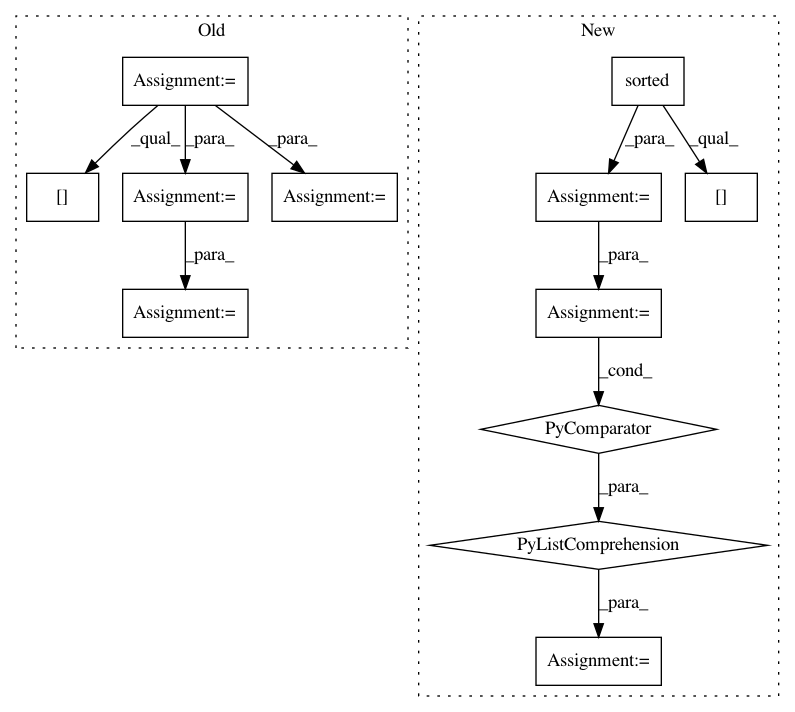 Old
Assignment:=
_qual_
_para_
_para_
[]
Assignment:=
Assignment:=
_para_
Assignment:=
New
sorted
_para_
_qual_
Assignment:=
[]
_para_
Assignment:=
_cond_
PyComparator
_para_
PyListComprehension
_para_
Assignment:=